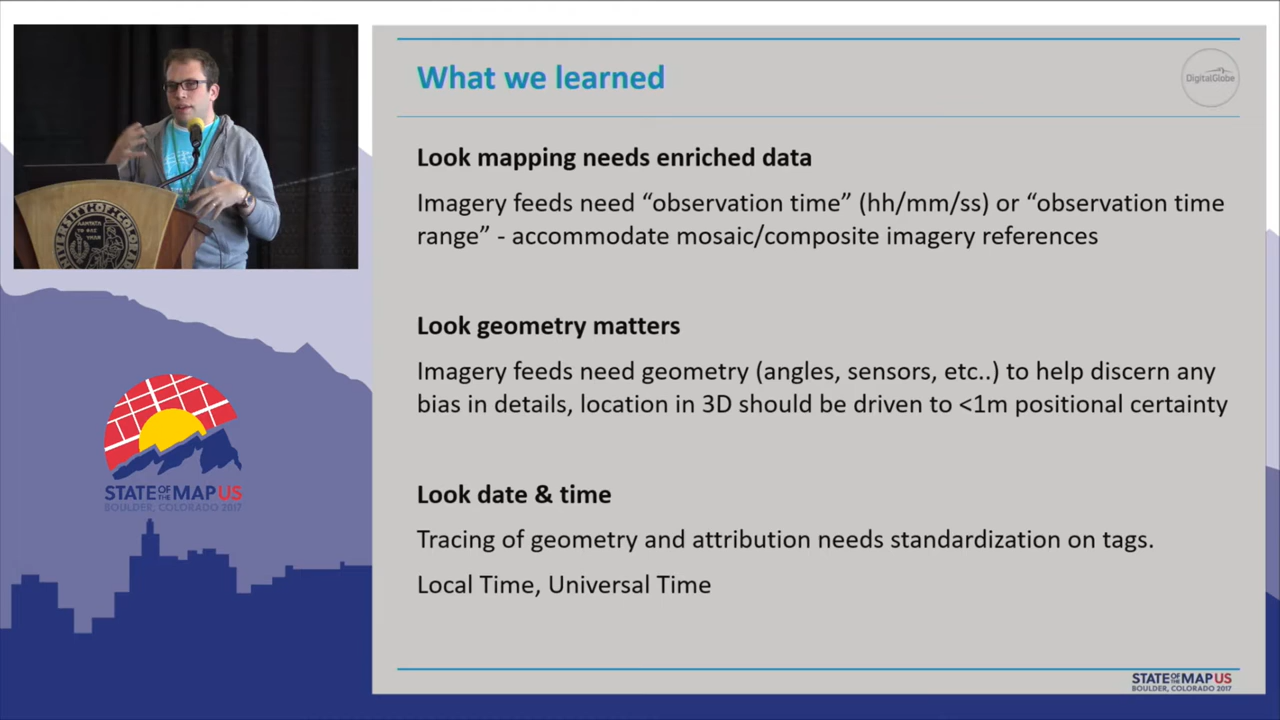 What we learned
DigitalGlobe
Look mapping needs enriched data
Imagery feeds need “observation time” (hh/mm/ss) or “observation time
range” - accommodate mosaic/composite imagery references
Look geometry matters
Imagery feeds need geometry (angles, sensors, etc..) to help discern any
bias in details, location in 3D should be driven to <1m positional certainty
Look date & time
Tracing of geometry and attribution needs standardization on tags.
Local Time, Universal Time
STATE OF THE MAP US
BOULDER, COLORADO 2017
STATE OF THE MAP US
BOULDER, COLORADO 2017